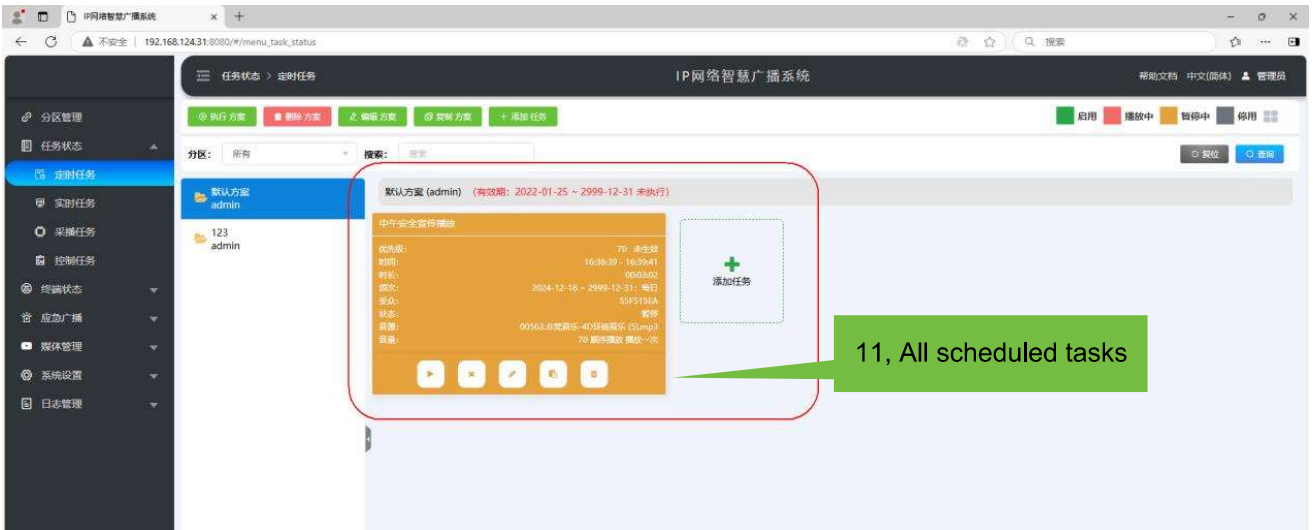 IP网络智慧广播系统
不安全 | 192.168.124.31:8080/#/menu_task_status
搜索
任务状态 > 定时任务
IP网络智慧广播系统
帮助文档 中文(简体) 管理员
分区管理
任务状态
定时任务
实时任务
采播任务
控制任务
终端状态
应急广播
媒体管理
系统设置
日志管理
执行方案 删除方案 编辑方案 复制方案 + 添加任务
启用 播放中 暂停中 停用
分区: 所有 搜索: 搜索
复位 查询
默认方案
admin
123
admin
默认方案 (admin) (有效期: 2022-01-25 ~ 2999-12-31 未执行)
中午安全宣传播放
优先级: 70 未生效
时间: 16:36:39 - 16:39:41
时长: 00:03:02
频次: 2024-12-18 ~ 2999-12-31: 每日
受众: 55F515EA
状态: 暂停
音源: 4D环绕音乐 (5).mp3
音量: 70 顺序播放 播放一次
添加任务
11, All scheduled tasks